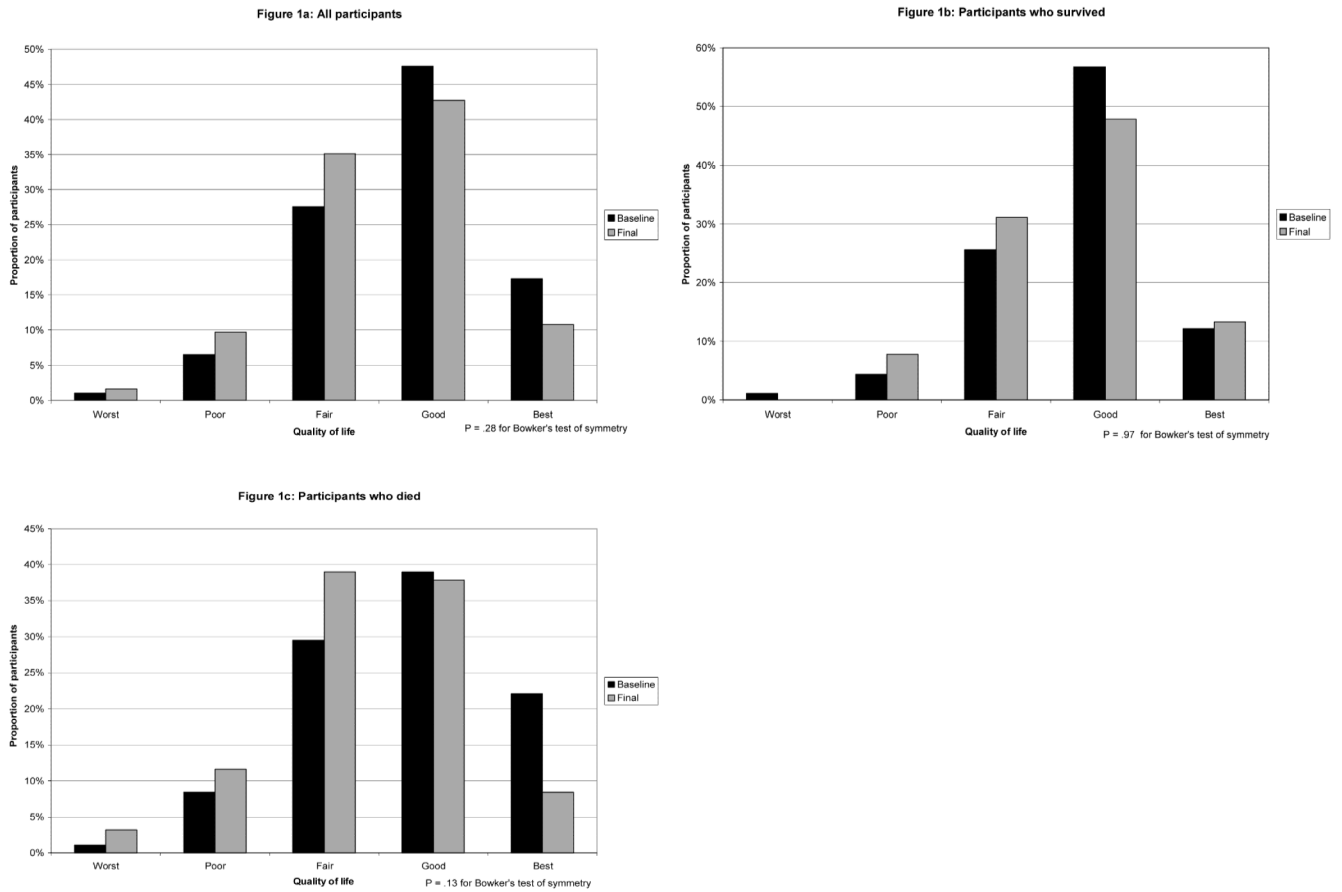 Figure 1a: All participants
50%
45%
40%
35%
30%
25%
20%
15%
10%
5%
0%
Proportion of participants
Worst Poor Fair Good Best
Quality of life
P = .28 for Bowker's test of symmetry
Baseline
Final
Figure 1b: Participants who survived
60%
50%
40%
30%
20%
10%
0%
Proportion of participants
Worst Poor Fair Good Best
Quality of life
P = .97 for Bowker's test of symmetry
Baseline
Final
Figure 1c: Participants who died
45%
40%
35%
30%
25%
20%
15%
10%
5%
0%
Proportion of participants
Worst Poor Fair Good Best
Quality of life
P = .13 for Bowker's test of symmetry
Baseline
Final